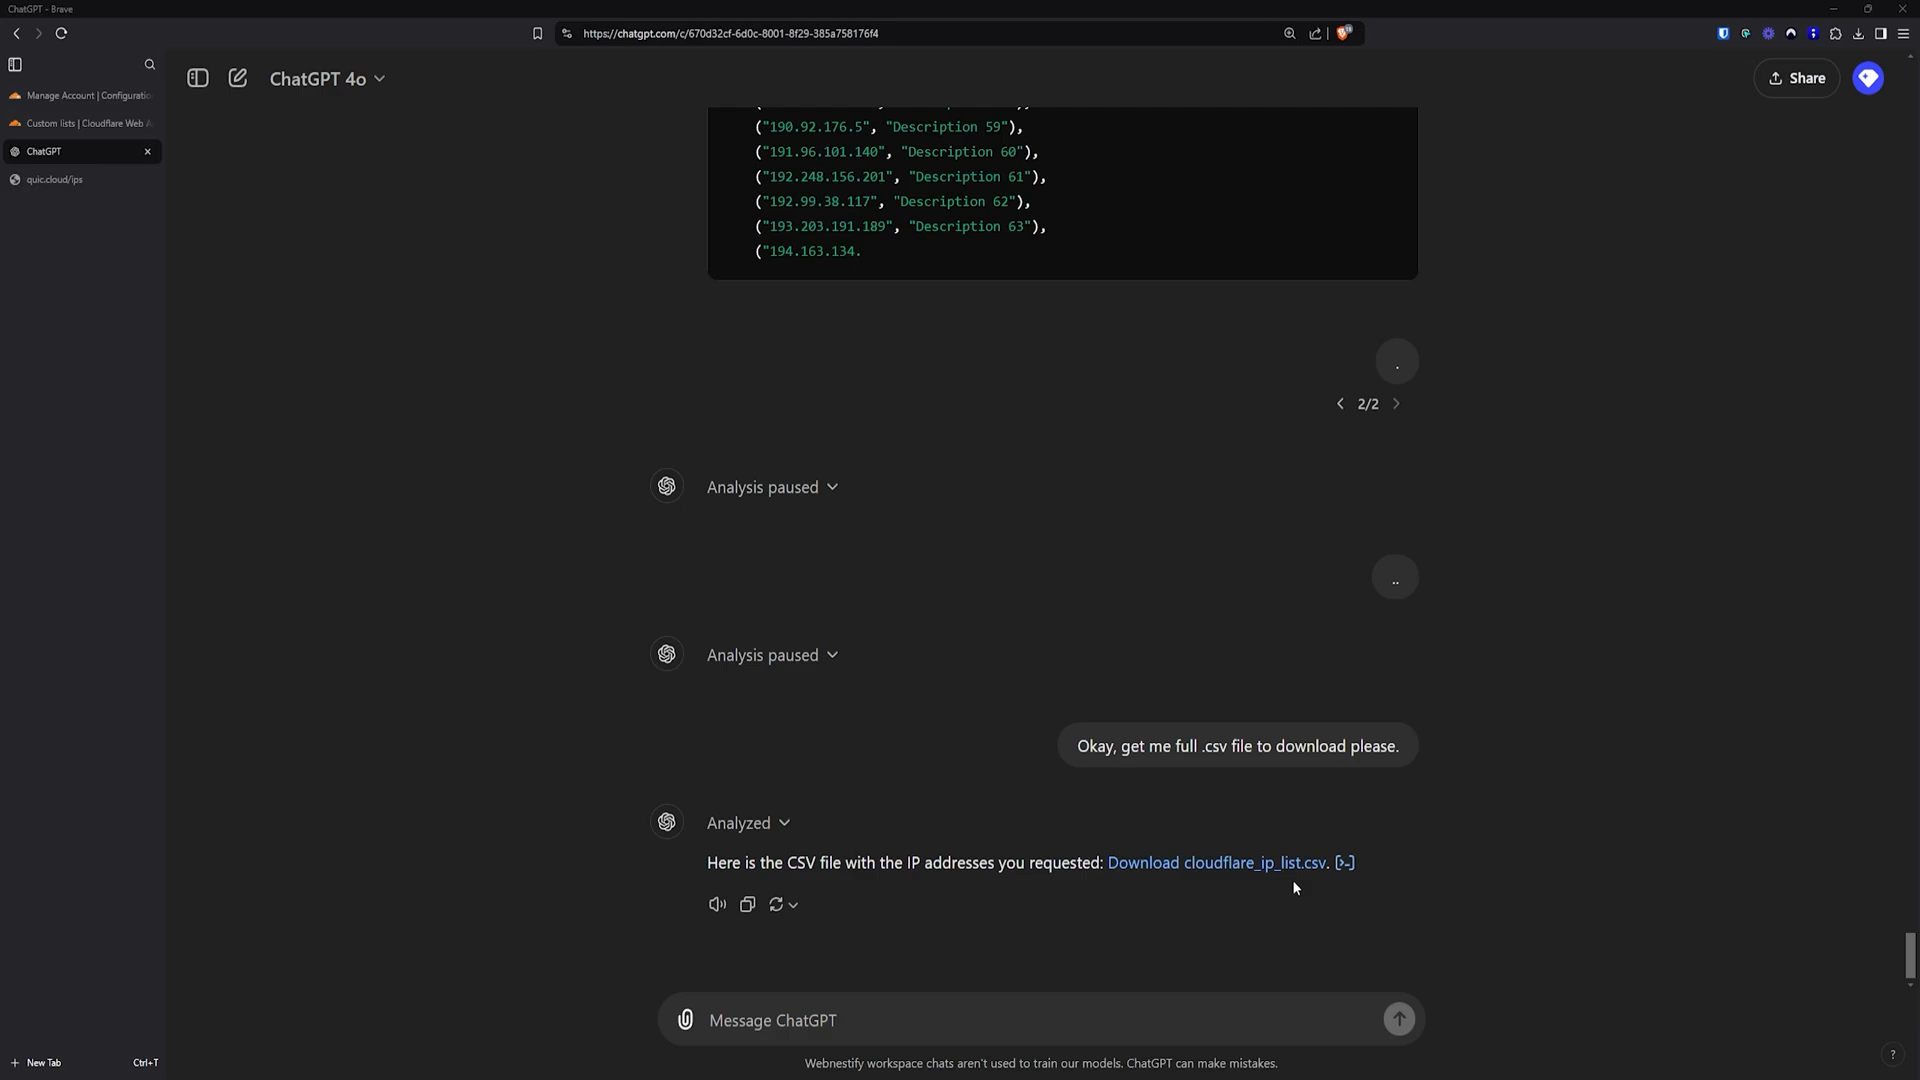 ChatGPT - Brave
https://chatgpt.com/c/670d32cf-6d0c-8001-8f29-385a758176f4
Manage Account | Configuratio
Custom lists | Cloudflare Web A
ChatGPT
quic.cloud/ips
ChatGPT 4o
Share
("190.92.176.5", "Description 59"),
("191.96.101.140", "Description 60"),
("192.248.156.201", "Description 61"),
("192.99.38.117", "Description 62"),
("193.203.191.189", "Description 63"),
("194.163.134.
.
2/2
Analysis paused
..
Analysis paused
Okay, get me full .csv file to download please.
Analyzed
Here is the CSV file with the IP addresses you requested: Download cloudflare_ip_list.csv. [>-]
Message ChatGPT
Webnestify workspace chats aren't used to train our models. ChatGPT can make mistakes.
?
+ New Tab Ctrl+T